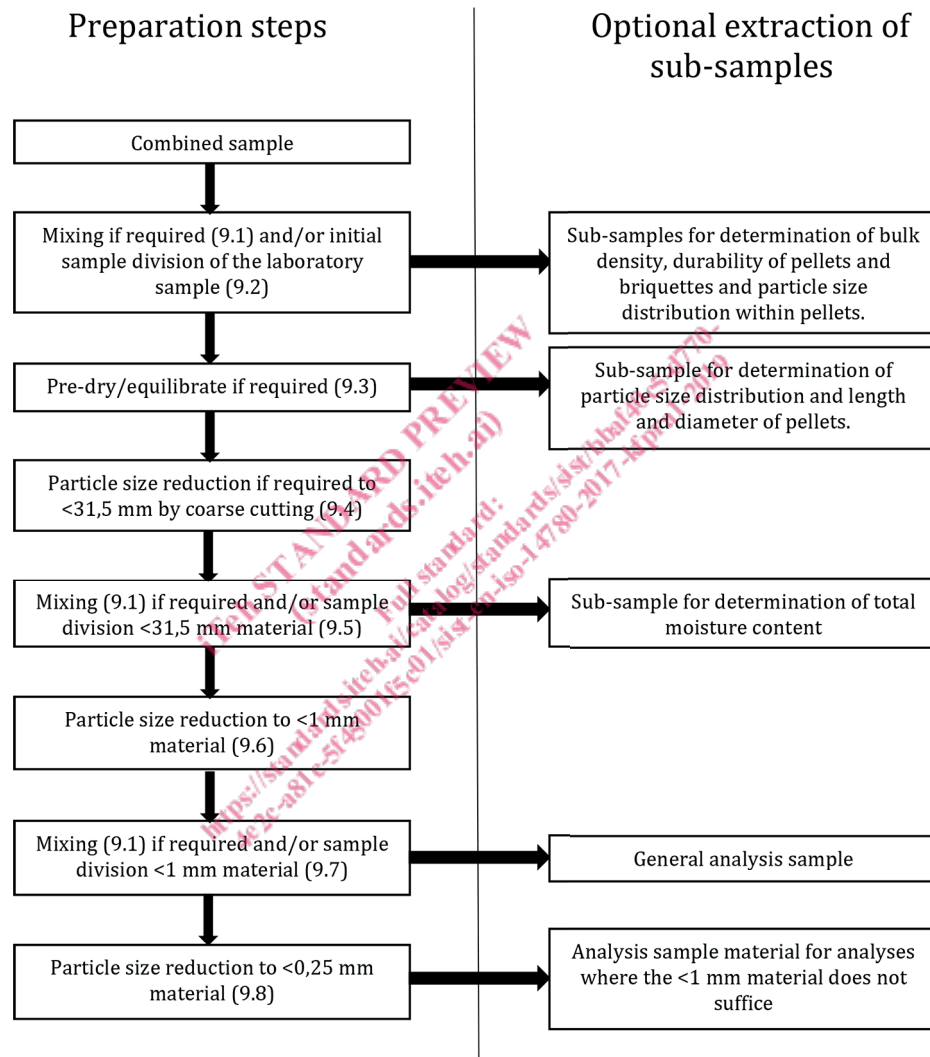 Preparation steps
Optional extraction of
sub-samples
Combined sample
Mixing if required (9.1) and/or initial
sample division of the laboratory
sample (9.2)
Sub-samples for determination of bulk
density, durability of pellets and
briquettes and particle size
distribution within pellets.
Pre-dry/equilibrate if required (9.3)
Sub-sample for determination of
particle size distribution and length
and diameter of pellets.
Particle size reduction if required to
<31,5 mm by coarse cutting (9.4)
Mixing (9.1) if required and/or sample
division <31,5 mm material (9.5)
Sub-sample for determination of total
moisture content
Particle size reduction to <1 mm
material (9.6)
Mixing (9.1) if required and/or sample
division <1 mm material (9.7)
General analysis sample
Particle size reduction to <0,25 mm
material (9.8)
Analysis sample material for analyses
where the <1 mm material does not
suffice
iTeh STANDARD PREVIEW
(standards.iteh.ai)
Full standard: